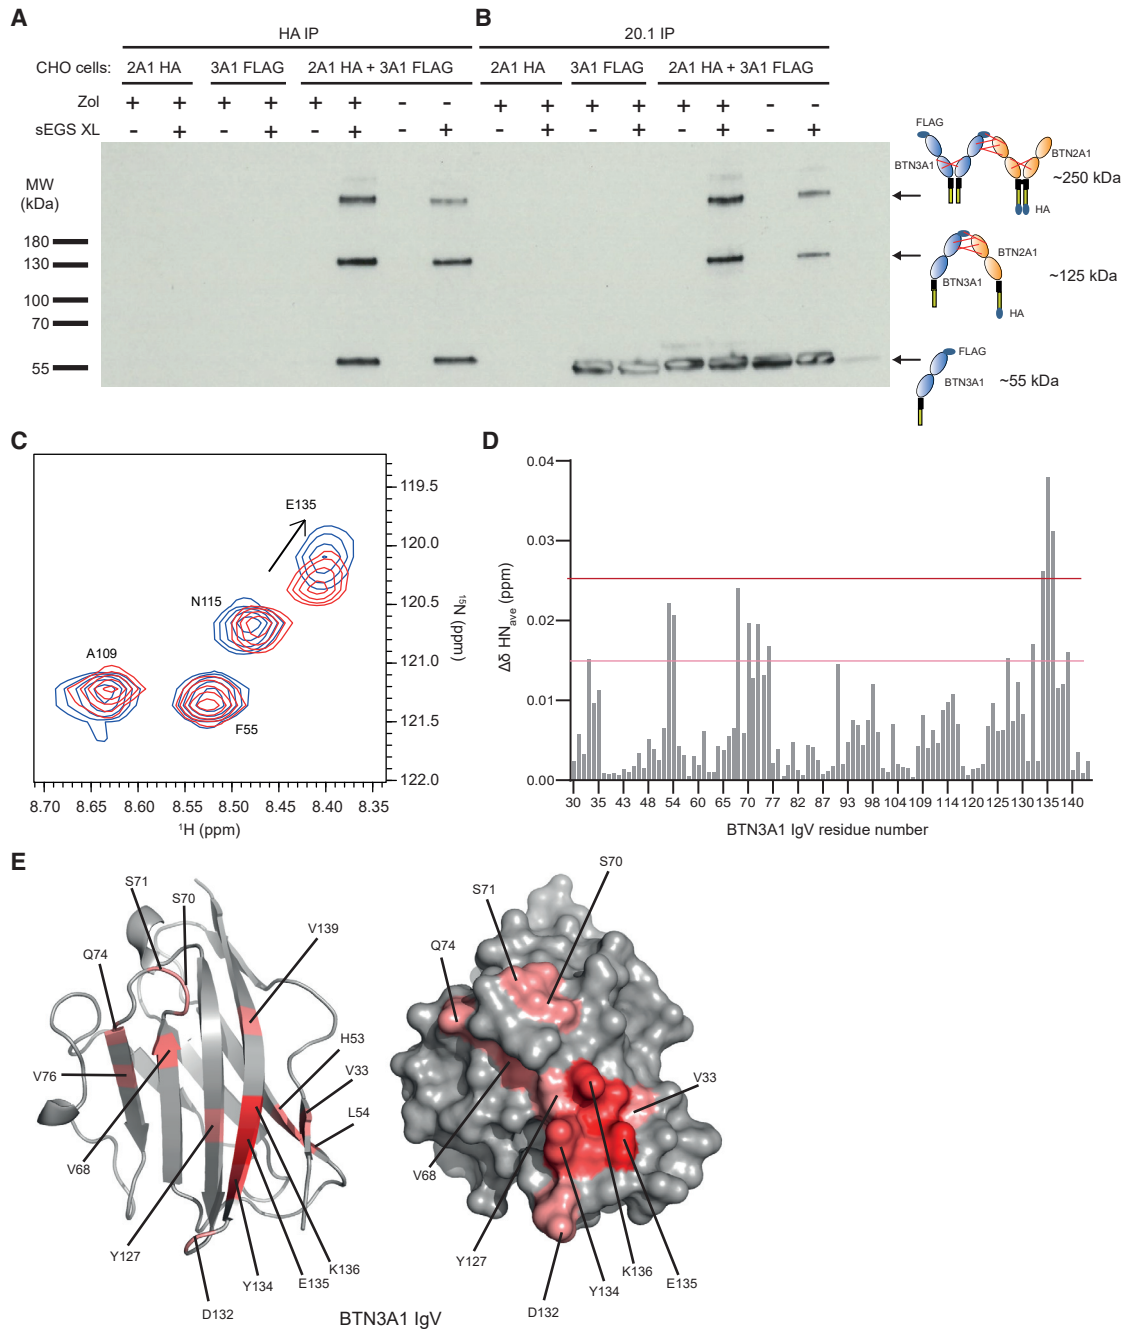 A
B
HA IP
20.1 IP
CHO cells:
2A1 HA
3A1 FLAG
2A1 HA + 3A1 FLAG
2A1 HA
3A1 FLAG
2A1 HA + 3A1 FLAG
Zol
+ + + + + + - -
+ + + + + + - -
sEGS XL
- + - + - + - +
- + - + - + - +
MW
(kDa)
180
130
100
70
55
FLAG
BTN3A1
BTN2A1
~250 kDa
HA
BTN2A1
BTN3A1
~125 kDa
HA
FLAG
BTN3A1
~55 kDa
C
E135
N115
A109
F55
119.5
120.0
120.5
121.0
121.5
122.0
¹⁵N (ppm)
8.70 8.65 8.60 8.55 8.50 8.45 8.40 8.35
¹H (ppm)
D
0.04
0.03
0.02
0.01
0.00
Δδ HNave (ppm)
30 35 43 48 54 60 65 70 77 82 87 93 98 104 109 114 120 125 130 135 140
BTN3A1 IgV residue number
E
S71
S70
Q74
V139
H53
V33
L54
V76
V68
Y127
D132
Y134
E135
K136
S70
S71
Q74
V33
V68
Y127
D132
Y134
K136
E135
BTN3A1 IgV